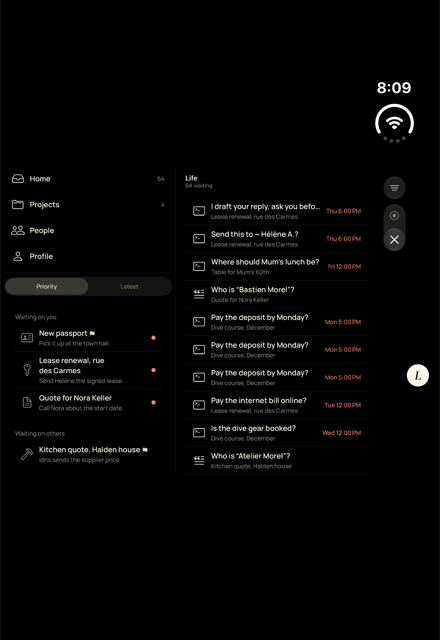 8:09
Home 64
Projects 4
People
Profile
Priority Latest
Waiting on you
New passport
Pick it up at the town hall.
Lease renewal, rue
des Carmes
Send Hélène the signed lease.
Quote for Nora Keller
Call Nora about the start date.
Waiting on others
Kitchen quote, Halden house
Idris sends the supplier price.
Life
64 waiting
I draft your reply, ask you befo... Thu 6:00 PM
Lease renewal, rue des Carmes
Send this to ~ Hélène A.? Thu 6:00 PM
Lease renewal, rue des Carmes
Where should Mum's lunch be? Fri 12:00 PM
Table for Mum's 60th
Who is "Bastien Morel"?
Quote for Nora Keller
Pay the deposit by Monday? Mon 5:00 PM
Dive course, December
Pay the deposit by Monday? Mon 5:00 PM
Dive course, December
Pay the deposit by Monday? Mon 5:00 PM
Dive course, December
Pay the internet bill online? Tue 12:00 PM
Lease renewal, rue des Carmes
Is the dive gear booked? Wed 12:00 PM
Dive course, December
Who is "Atelier Morel"?
Kitchen quote, Halden house
L